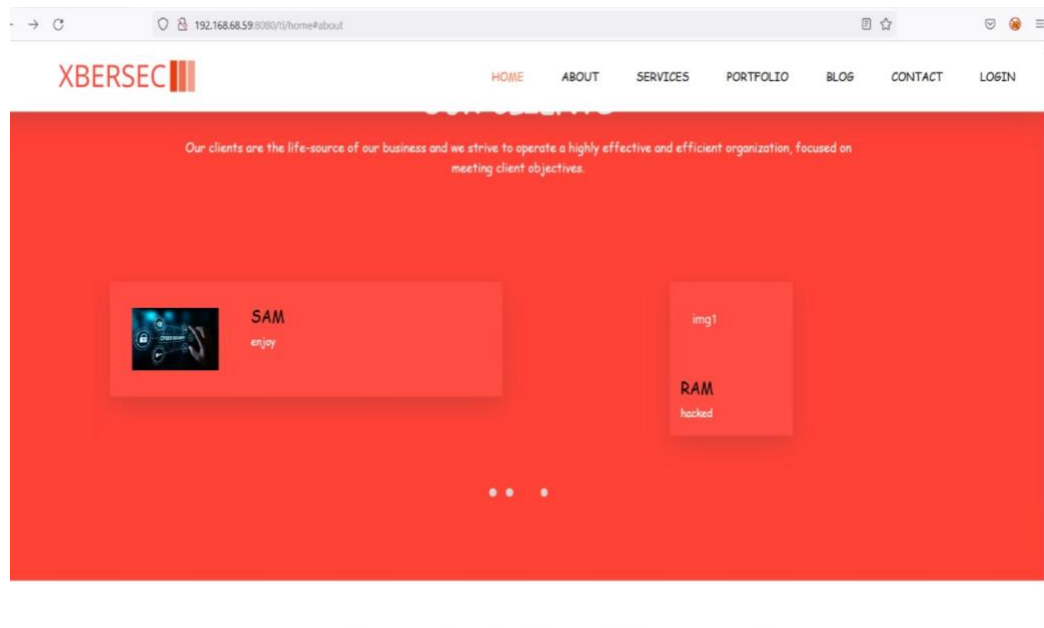 192.168.68.59:8080/tl/home#about
XBERSEC
HOME ABOUT SERVICES PORTFOLIO BLOG CONTACT LOGIN
Our clients are the life-source of our business and we strive to operate a highly effective and efficient organization, focused on
meeting client objectives.
SAM
enjoy
img1
RAM
hacked